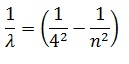 1/λ = (1/4² − 1/n²)